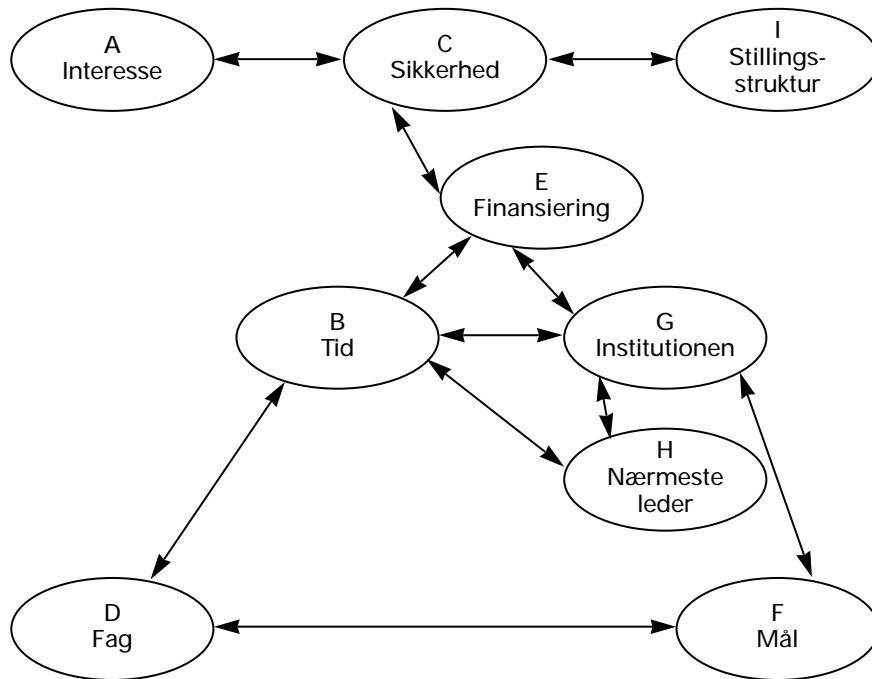 A
Interesse
C
Sikkerhed
I
Stillings-
struktur
E
Finansiering
B
Tid
G
Institutionen
H
Nærmeste
leder
D
Fag
F
Mål